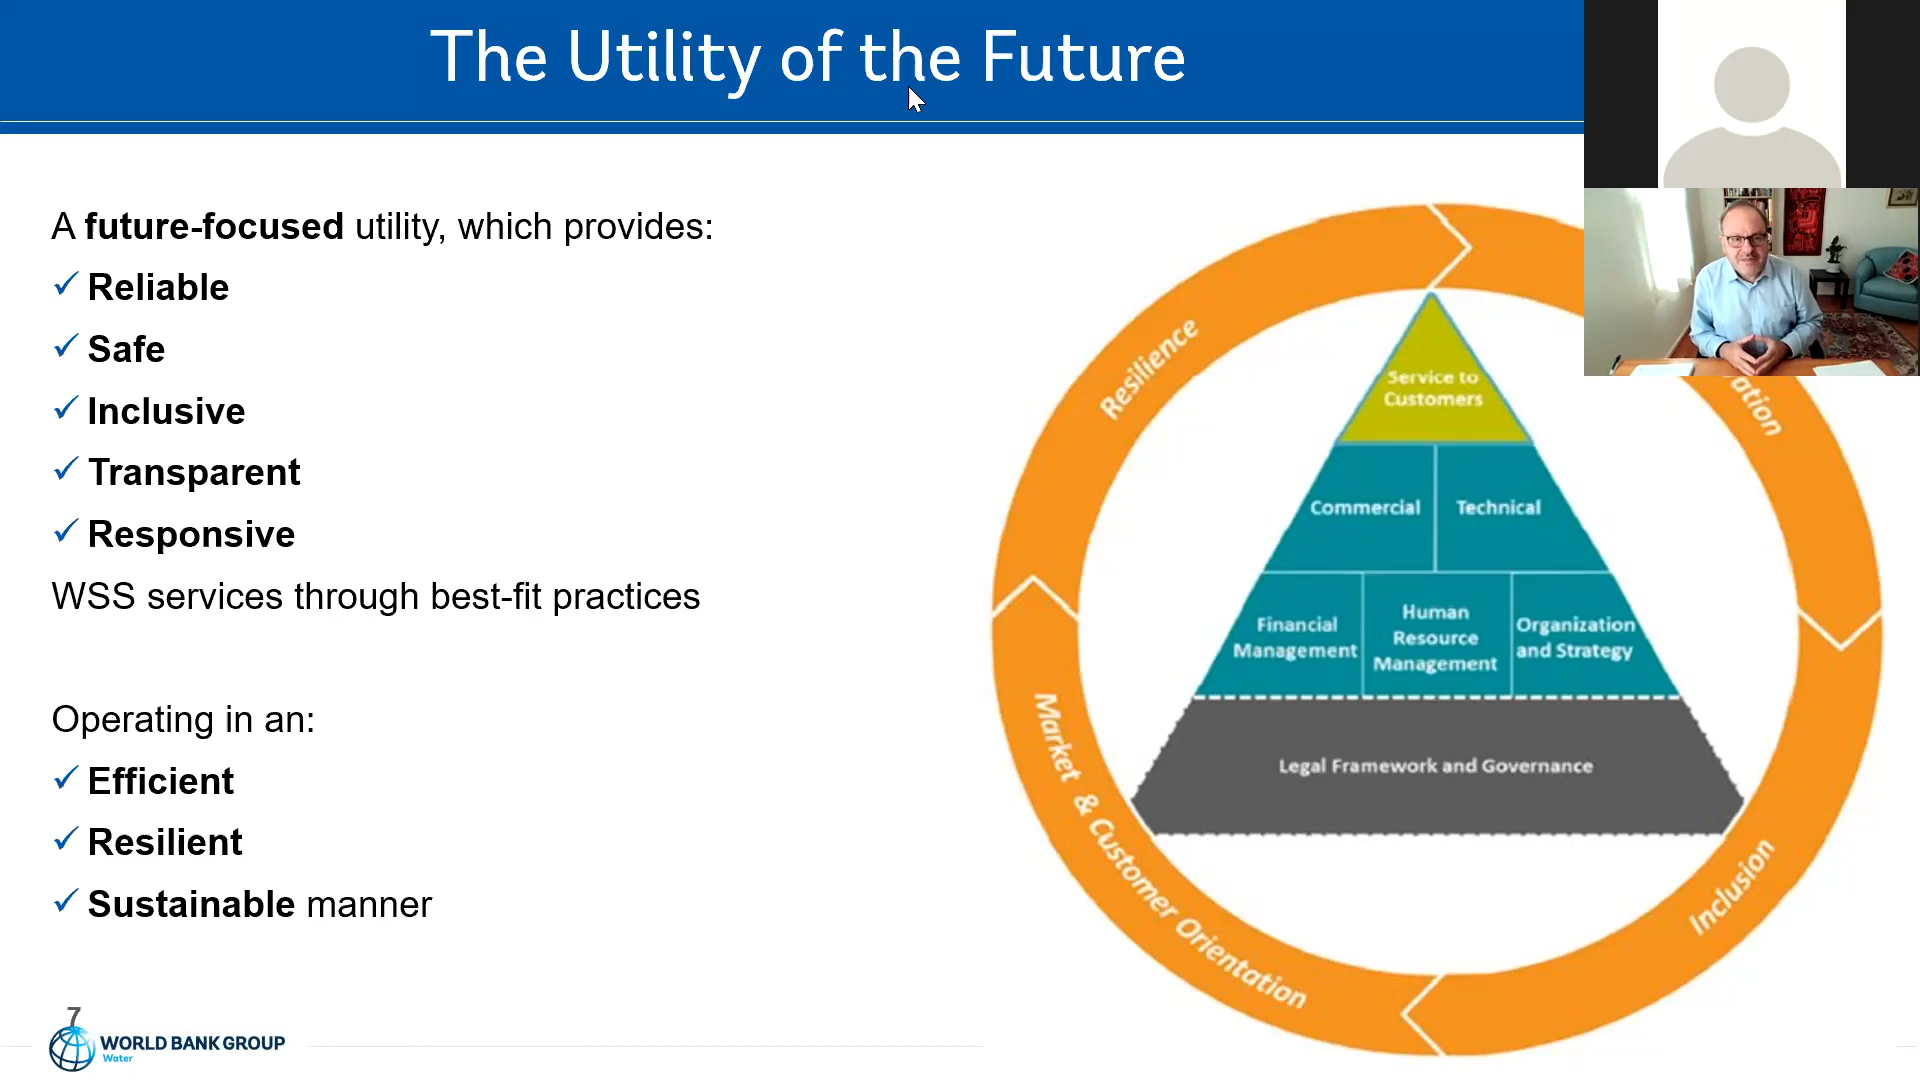 The Utility of the Future
A future-focused utility, which provides:
✓ Reliable
✓ Safe
✓ Inclusive
✓ Transparent
✓ Responsive
WSS services through best-fit practices
Operating in an:
✓ Efficient
✓ Resilient
✓ Sustainable manner
7
WORLD BANK GROUP
Water
Resilience
ation
Service to
Customers
Commercial
Technical
Financial
Management
Human
Resource
Management
Organization
and Strategy
Legal Framework and Governance
Market & Customer Orientation
Inclusion